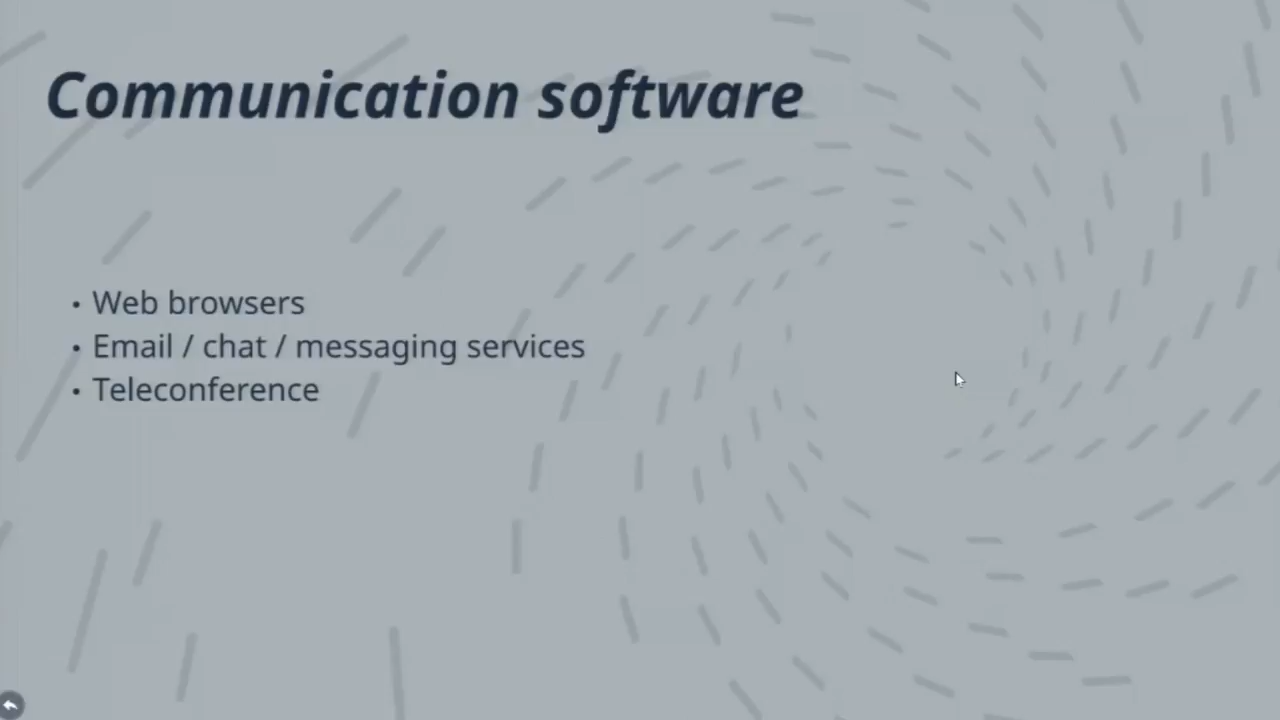 Communication software
• Web browsers
• Email / chat / messaging services
• Teleconference